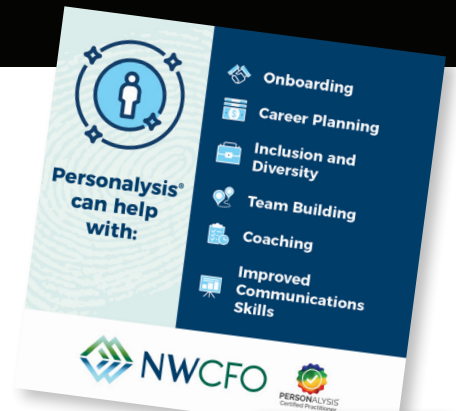 Personalysis®
can help
with:
Onboarding
Career Planning
Inclusion and
Diversity
Team Building
Coaching
Improved
Communications
Skills
NWCFO
PERSONALYSIS
Certified Practitioner